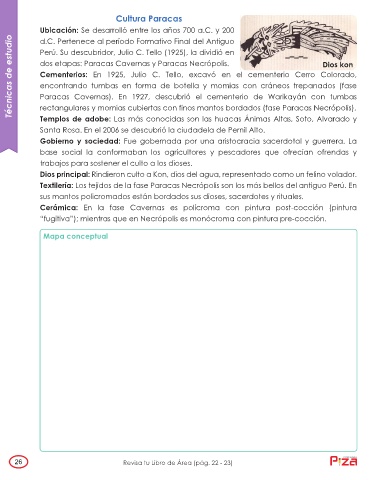 Cultura Paracas
Ubicación: Se desarrolló entre los años 700 a.C. y 200
d.C. Pertenece al período Formativo Final del Antiguo
Perú. Su descubridor, Julio C. Tello (1925), la dividió en
dos etapas: Paracas Cavernas y Paracas Necrópolis.
Dios kon
Cementerios: En 1925, Julio C. Tello, excavó en el cementerio Cerro Colorado,
encontrando tumbas en forma de botella y momias con cráneos trepanados (fase
Paracas Cavernas). En 1927, descubrió el cementerio de Warikayán con tumbas
rectangulares y momias cubiertas con finos mantos bordados (fase Paracas Necrópolis).
Templos de adobe: Las más conocidas son las huacas Ánimas Altas, Soto, Alvarado y
Santa Rosa. En el 2006 se descubrió la ciudadela de Pernil Alto.
Gobierno y sociedad: Fue gobernada por una aristocracia sacerdotal y guerrera. La
base social la conformaban los agricultores y pescadores que ofrecían ofrendas y
trabajos para sostener el culto a los dioses.
Dios principal: Rindieron culto a Kon, dios del agua, representado como un felino volador.
Textilería: Los tejidos de la fase Paracas Necrópolis son los más bellos del antiguo Perú. En
sus mantos policromados están bordados sus dioses, sacerdotes y rituales.
Cerámica: En la fase Cavernas es polícroma con pintura post-cocción (pintura
"fugitiva"); mientras que en Necrópolis es monócroma con pintura pre-cocción.
Mapa conceptual
Técnicas de estudio
26
Revisa tu Libro de Área (pág. 22 - 23)
PIZA